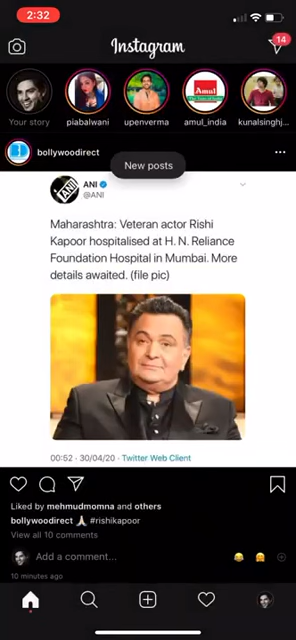 2:32
Instagram
14
Your story
piabalwani
upenverma
amul_india
kunalsinghj...
Amul
bollywoodirect
New posts
ANI
ANI
@ANI
Maharashtra: Veteran actor Rishi
Kapoor hospitalised at H. N. Reliance
Foundation Hospital in Mumbai. More
details awaited. (file pic)
00:52 · 30/04/20 · Twitter Web Client
Liked by mehmudmomna and others
bollywoodirect 🙏🏻 #rishikapoor
View all 10 comments
Add a comment...
10 minutes ago